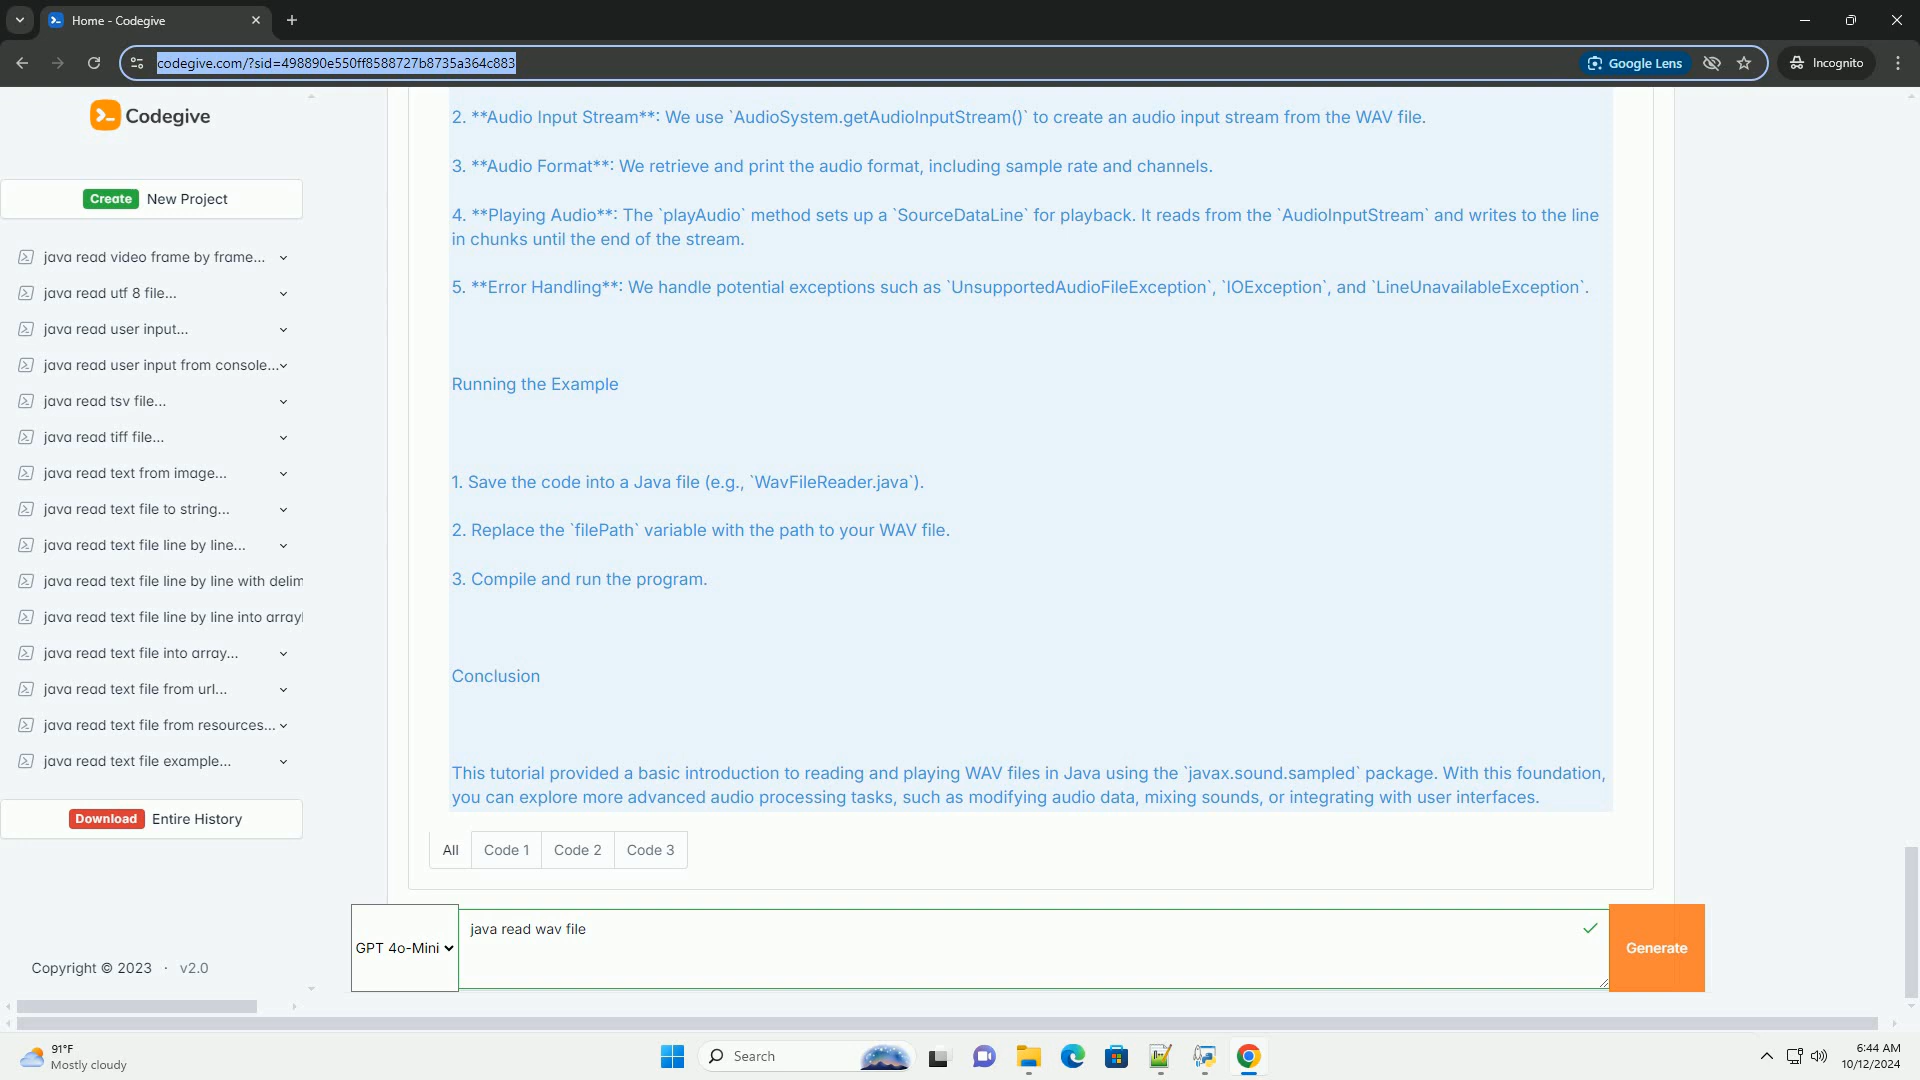 Home - Codegive
codegive.com/?sid=498890e550ff8588727b8735a364c883
Google Lens
Incognito
Codegive
Create New Project
java read video frame by frame...
java read utf 8 file...
java read user input...
java read user input from console...
java read tsv file...
java read tiff file...
java read text from image...
java read text file to string...
java read text file line by line...
java read text file line by line with delim
java read text file line by line into array
java read text file into array...
java read text file from url...
java read text file from resources...
java read text file example...
Download Entire History
Copyright © 2023 · v2.0
2. **Audio Input Stream**: We use `AudioSystem.getAudioInputStream()` to create an audio input stream from the WAV file.
3. **Audio Format**: We retrieve and print the audio format, including sample rate and channels.
4. **Playing Audio**: The `playAudio` method sets up a `SourceDataLine` for playback. It reads from the `AudioInputStream` and writes to the line
in chunks until the end of the stream.
5. **Error Handling**: We handle potential exceptions such as `UnsupportedAudioFileException`, `IOException`, and `LineUnavailableException`.
Running the Example
1. Save the code into a Java file (e.g., `WavFileReader.java`).
2. Replace the `filePath` variable with the path to your WAV file.
3. Compile and run the program.
Conclusion
This tutorial provided a basic introduction to reading and playing WAV files in Java using the `javax.sound.sampled` package. With this foundation,
you can explore more advanced audio processing tasks, such as modifying audio data, mixing sounds, or integrating with user interfaces.
All
Code 1
Code 2
Code 3
GPT 4o-Mini
java read wav file
Generate
91°F
Mostly cloudy
Search
6:44 AM
10/12/2024